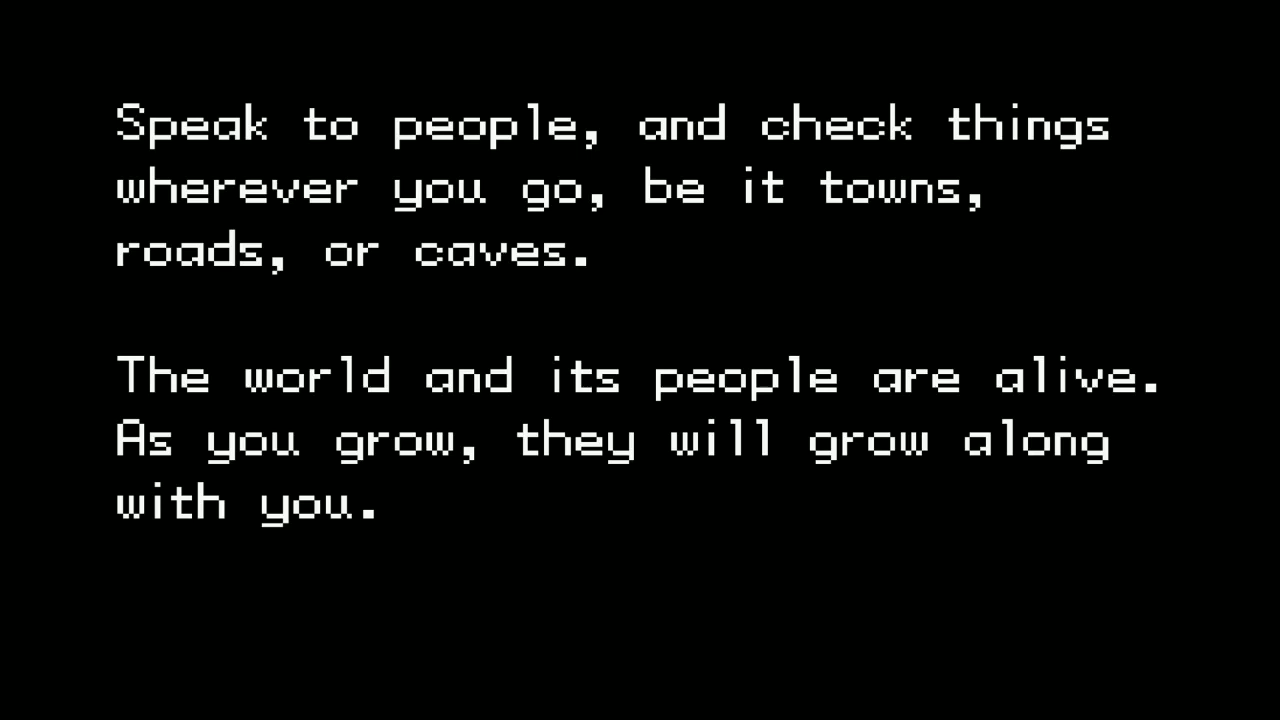 Speak to people, and check things
wherever you go, be it towns,
roads, or caves.
The world and its people are alive.
As you grow, they will grow along
with you.